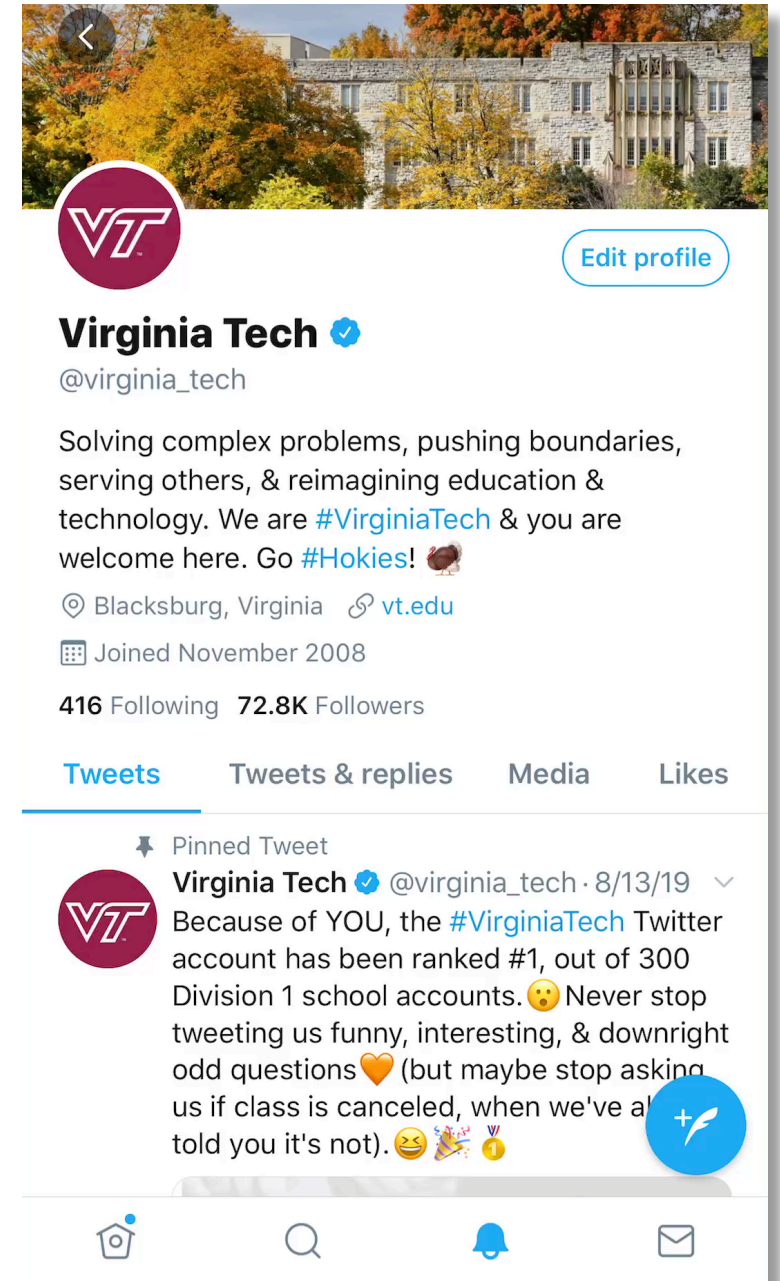 VT
Edit profile
Virginia Tech
@virginia_tech
Solving complex problems, pushing boundaries,
serving others, & reimagining education &
technology. We are #VirginiaTech & you are
welcome here. Go #Hokies! 🦃
Blacksburg, Virginia vt.edu
Joined November 2008
416 Following 72.8K Followers
Tweets Tweets & replies Media Likes
Pinned Tweet
Virginia Tech @virginia_tech · 8/13/19
VT
Because of YOU, the #VirginiaTech Twitter
account has been ranked #1, out of 300
Division 1 school accounts.😮Never stop
tweeting us funny, interesting, & downright
odd questions🧡(but maybe stop asking
us if class is canceled, when we've
told you it's not).😆🎉🥇